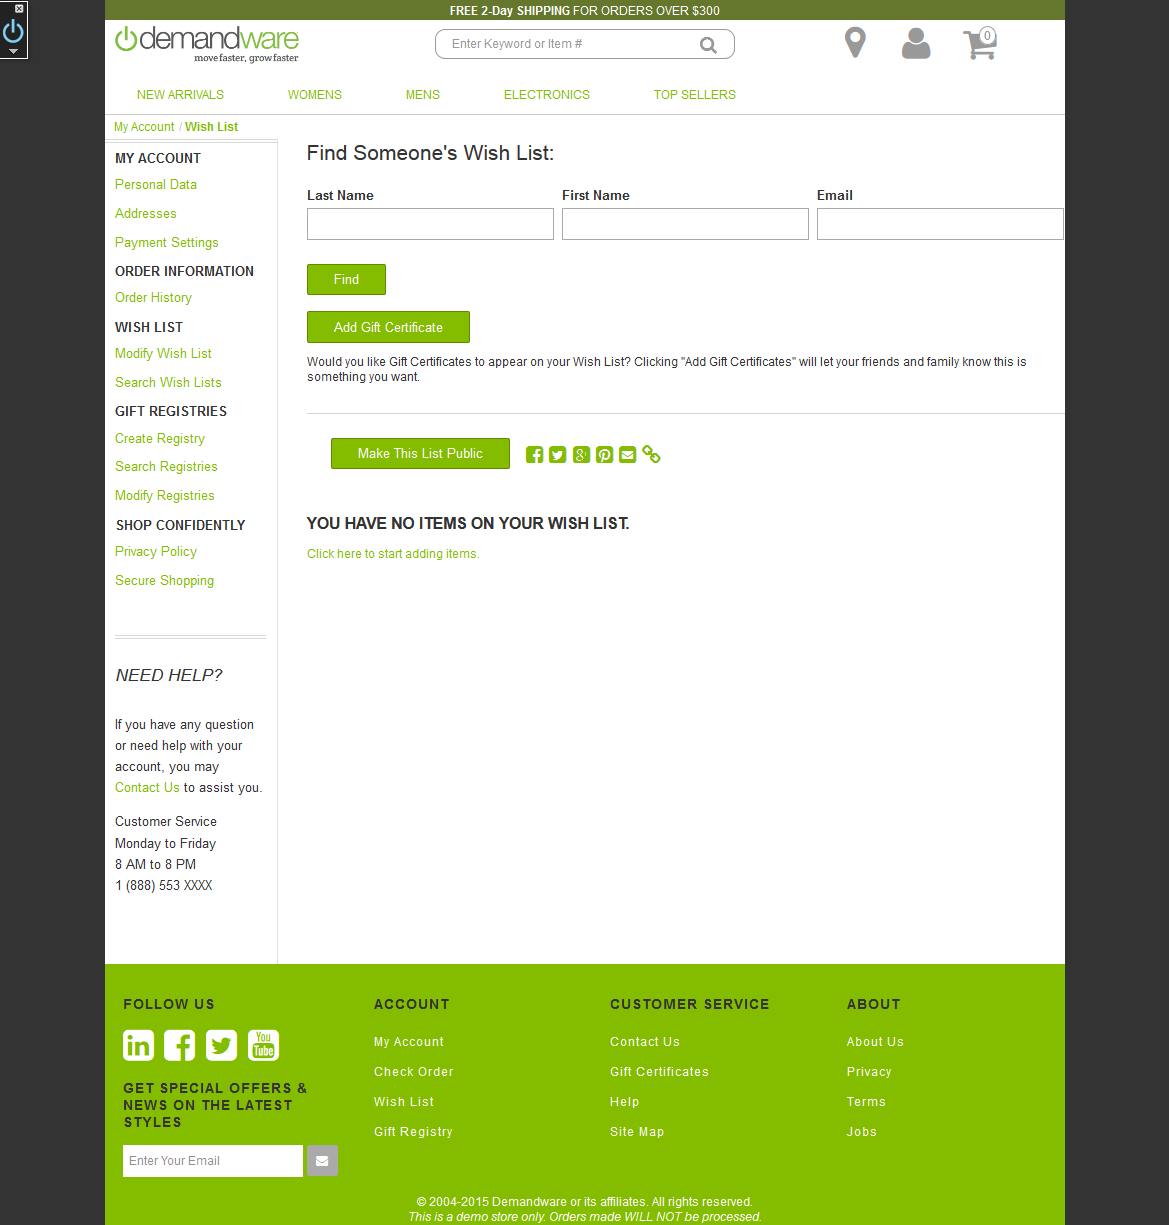 FREE 2-Day SHIPPING FOR ORDERS OVER $300
demandware
move faster, grow faster
Enter Keyword or Item #
0
NEW ARRIVALS WOMENS MENS ELECTRONICS TOP SELLERS
My Account / Wish List
MY ACCOUNT
Personal Data
Addresses
Payment Settings
ORDER INFORMATION
Order History
WISH LIST
Modify Wish List
Search Wish Lists
GIFT REGISTRIES
Create Registry
Search Registries
Modify Registries
SHOP CONFIDENTLY
Privacy Policy
Secure Shopping
NEED HELP?
If you have any question
or need help with your
account, you may
Contact Us to assist you.
Customer Service
Monday to Friday
8 AM to 8 PM
1 (888) 553 XXXX
Find Someone's Wish List:
Last Name First Name Email
Find
Add Gift Certificate
Would you like Gift Certificates to appear on your Wish List? Clicking "Add Gift Certificates" will let your friends and family know this is
something you want.
Make This List Public
YOU HAVE NO ITEMS ON YOUR WISH LIST.
Click here to start adding items.
FOLLOW US
in
You
Tube
GET SPECIAL OFFERS &
NEWS ON THE LATEST
STYLES
Enter Your Email
ACCOUNT
My Account
Check Order
Wish List
Gift Registry
CUSTOMER SERVICE
Contact Us
Gift Certificates
Help
Site Map
ABOUT
About Us
Privacy
Terms
Jobs
© 2004-2015 Demandware or its affiliates. All rights reserved.
This is a demo store only. Orders made WILL NOT be processed.